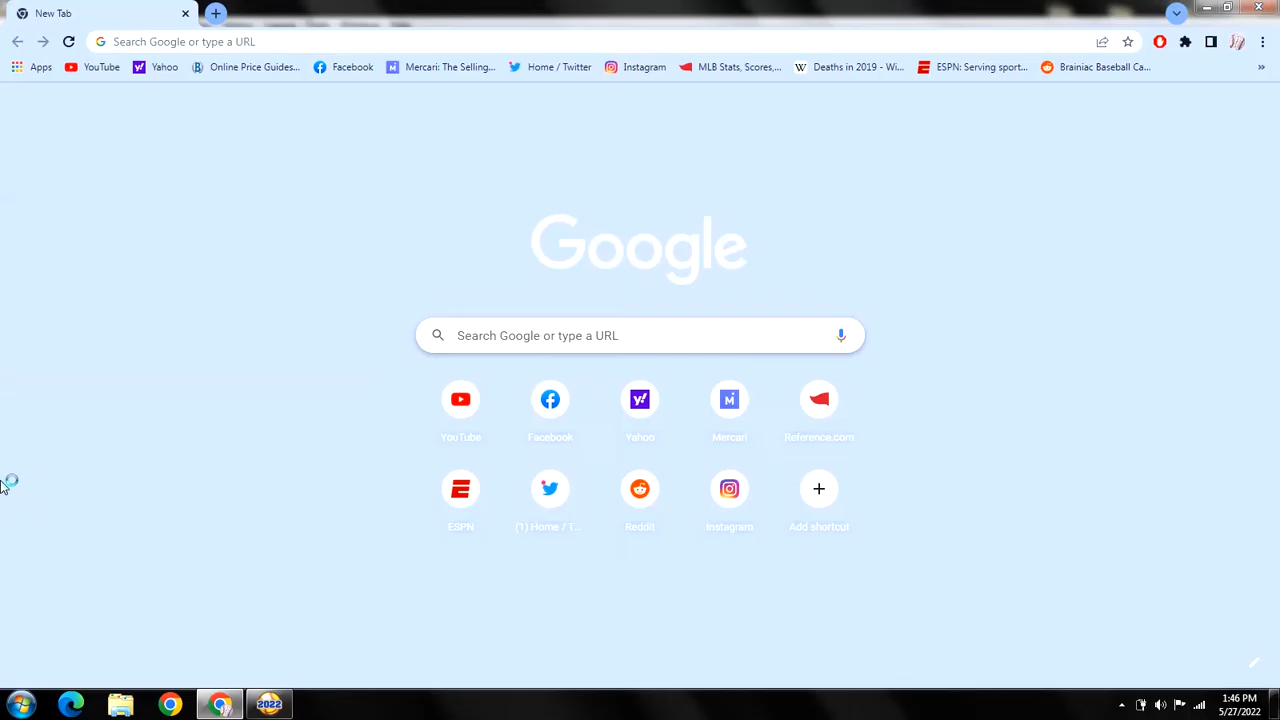 New Tab
Search Google or type a URL
Apps YouTube Yahoo Online Price Guides... Facebook Mercari: The Selling... Home / Twitter Instagram MLB Stats, Scores,... Deaths in 2019 - Wi... ESPN: Serving sport... Brainiac Baseball Ca... »
Google
Search Google or type a URL
YouTube Facebook Yahoo Mercari Reference.com
ESPN (1) Home / T... Reddit Instagram Add shortcut
2022
1:46 PM
5/27/2022